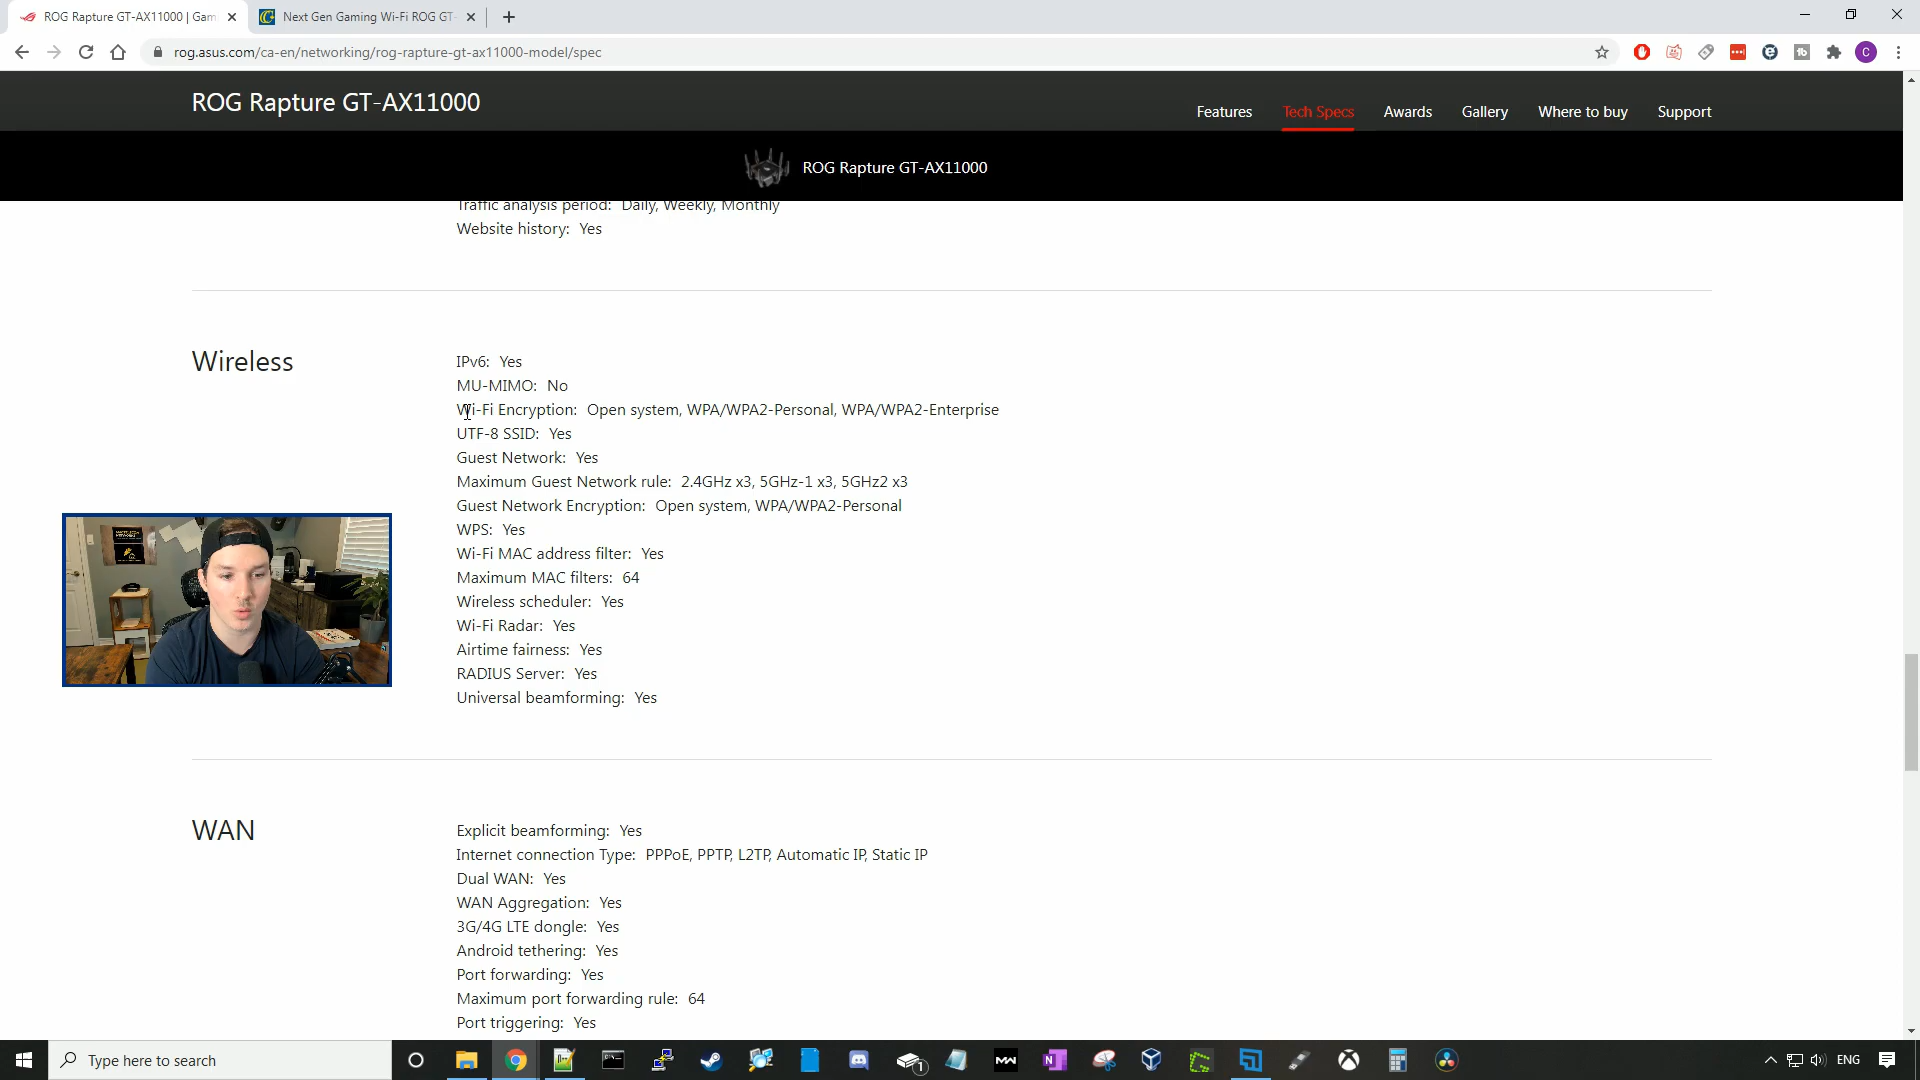 ROG Rapture GT-AX11000 | Gam
Next Gen Gaming Wi-Fi ROG GT-
rog.asus.com/ca-en/networking/rog-rapture-gt-ax11000-model/spec
C
ROG Rapture GT-AX11000
Features
Tech Specs
Awards
Gallery
Where to buy
Support
ROG Rapture GT-AX11000
Traffic analysis period: Daily, Weekly, Monthly
Website history: Yes
Wireless
IPv6: Yes
MU-MIMO: No
Wi-Fi Encryption: Open system, WPA/WPA2-Personal, WPA/WPA2-Enterprise
UTF-8 SSID: Yes
Guest Network: Yes
Maximum Guest Network rule: 2.4GHz x3, 5GHz-1 x3, 5GHz2 x3
Guest Network Encryption: Open system, WPA/WPA2-Personal
WPS: Yes
Wi-Fi MAC address filter: Yes
Maximum MAC filters: 64
Wireless scheduler: Yes
Wi-Fi Radar: Yes
Airtime fairness: Yes
RADIUS Server: Yes
Universal beamforming: Yes
WAN
Explicit beamforming: Yes
Internet connection Type: PPPoE, PPTP, L2TP, Automatic IP, Static IP
Dual WAN: Yes
WAN Aggregation: Yes
3G/4G LTE dongle: Yes
Android tethering: Yes
Port forwarding: Yes
Maximum port forwarding rule: 64
Port triggering: Yes
Type here to search
1
MW
ENG